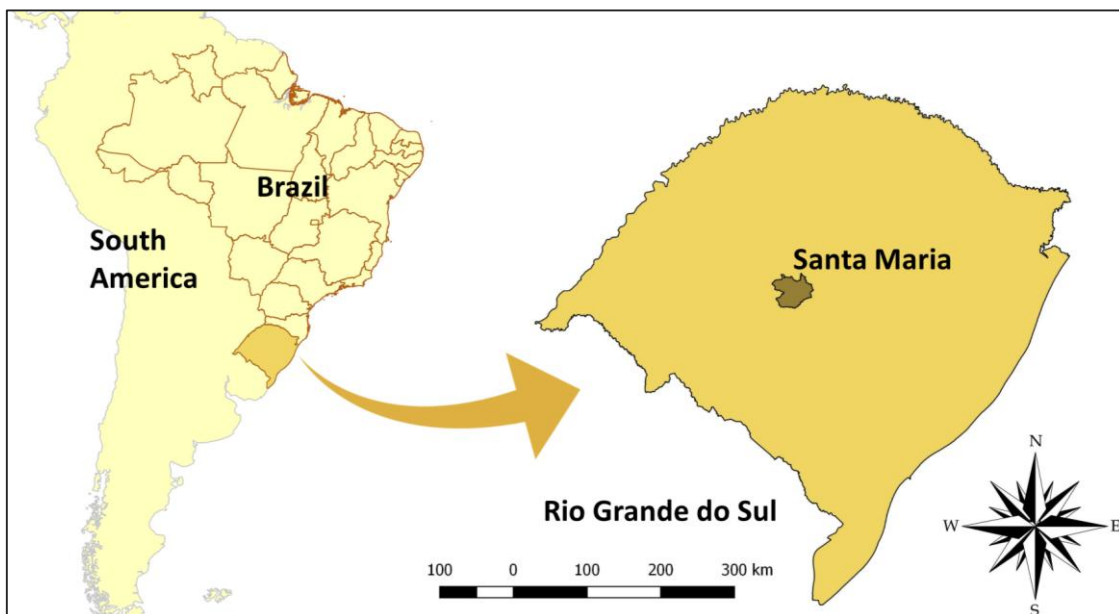 Brazil
South
America
Santa Maria
Rio Grande do Sul
100 0 100 200 300 km
N
W E
S